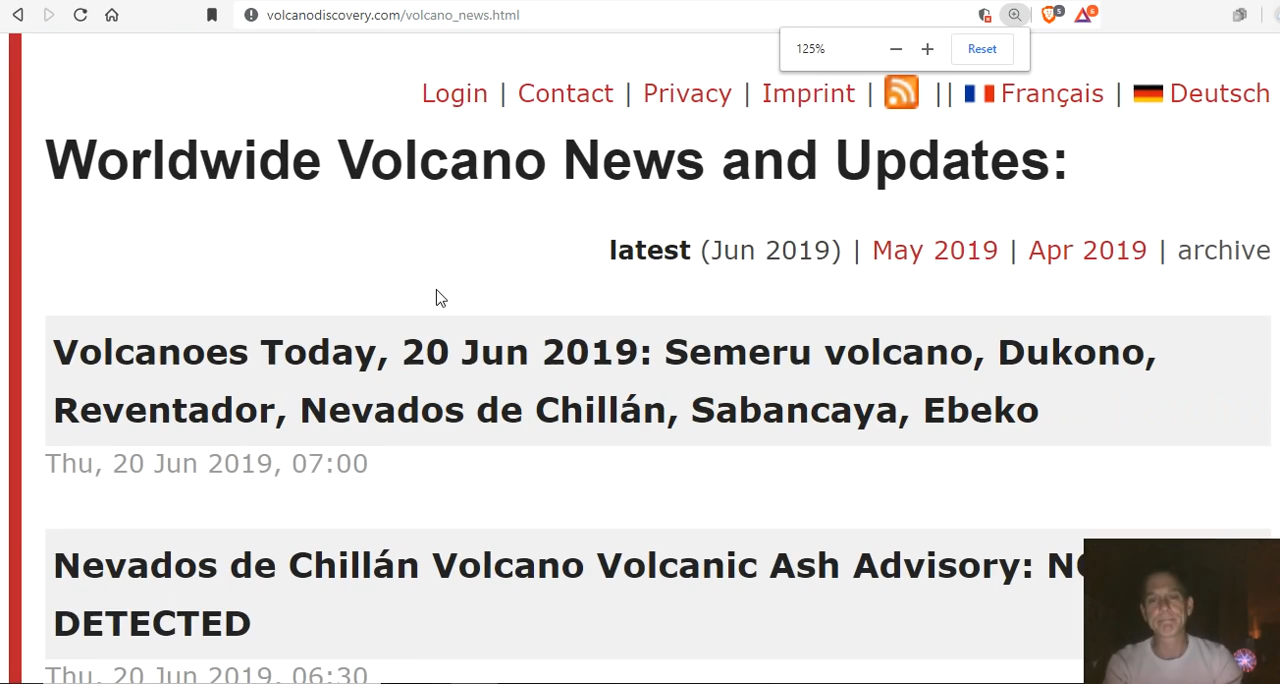 volcanodiscovery.com/volcano_news.html
5
6
125%
Reset
Login | Contact | Privacy | Imprint | || Français | Deutsch
Worldwide Volcano News and Updates:
latest (Jun 2019) | May 2019 | Apr 2019 | archive
Volcanoes Today, 20 Jun 2019: Semeru volcano, Dukono,
Reventador, Nevados de Chillán, Sabancaya, Ebeko
Thu, 20 Jun 2019, 07:00
Nevados de Chillán Volcano Volcanic Ash Advisory:
DETECTED
Thu, 20 Jun 2019, 06:30